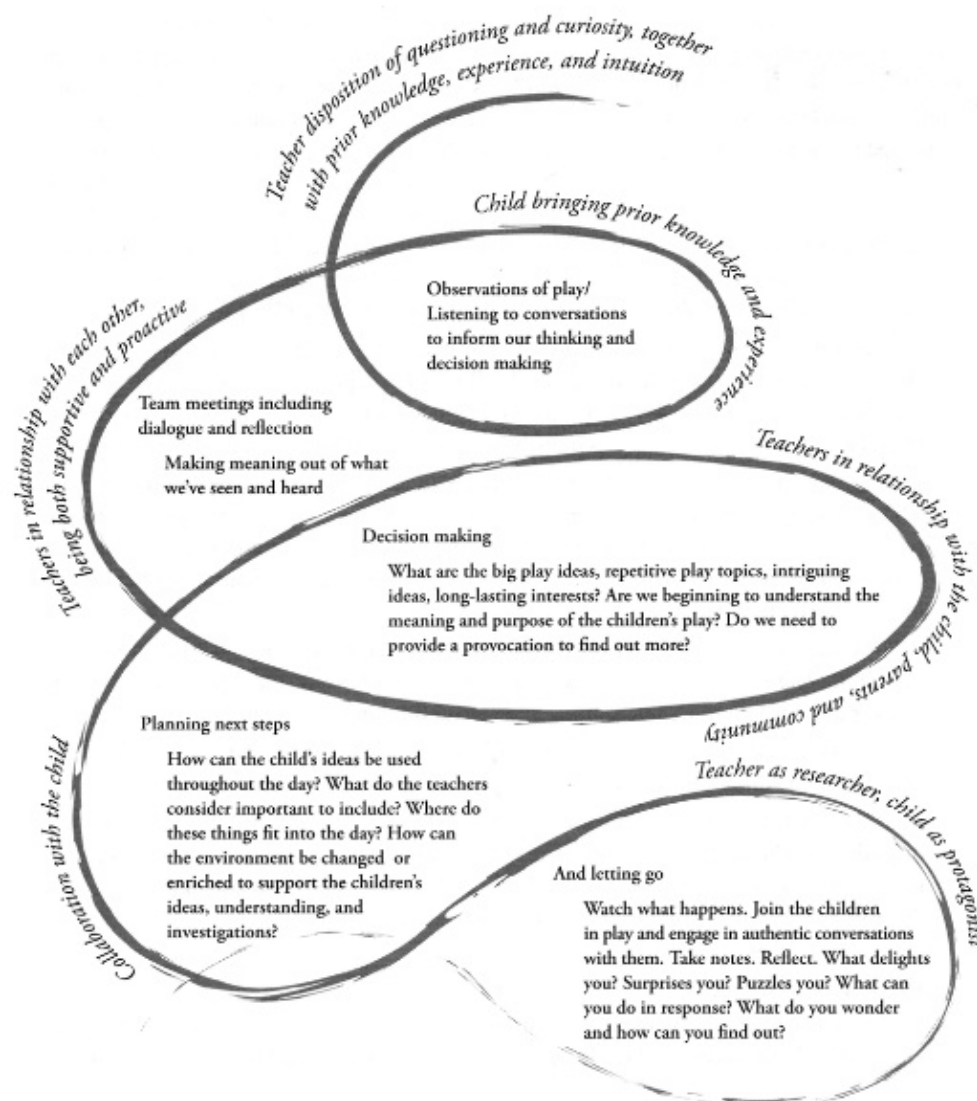 Teacher disposition of questioning and curiosity, together
with prior knowledge, experience, and intuition
Child bringing prior knowledge and experience
Observations of play/
Listening to conversations
to inform our thinking and
decision making
Teachers in relationship with each other,
being both supportive and proactive
Team meetings including
dialogue and reflection
Making meaning out of what
we've seen and heard
Teachers in relationship with the child, parents, and community
Decision making
What are the big play ideas, repetitive play topics, intriguing
ideas, long-lasting interests? Are we beginning to understand the
meaning and purpose of the children's play? Do we need to
provide a provocation to find out more?
Collaboration with the child
Planning next steps
How can the child's ideas be used
throughout the day? What do the teachers
consider important to include? Where do
these things fit into the day? How can
the environment be changed or
enriched to support the children's
ideas, understanding, and
investigations?
Teacher as researcher, child as protagonist
And letting go
Watch what happens. Join the children
in play and engage in authentic conversations
with them. Take notes. Reflect. What delights
you? Surprises you? Puzzles you? What can
you do in response? What do you wonder
and how can you find out?